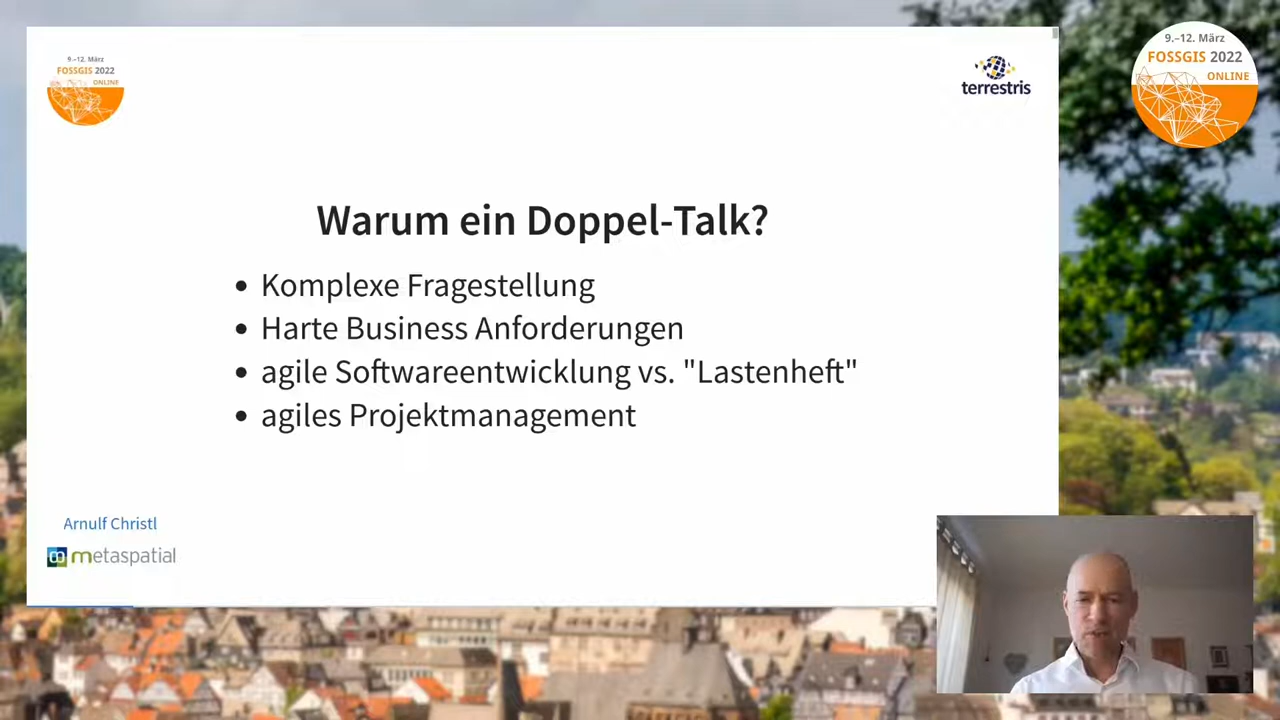 9.–12. März
FOSSGIS 2022
ONLINE
terrestris
9.–12. März
FOSSGIS 2022
ONLINE
Warum ein Doppel-Talk?
• Komplexe Fragestellung
• Harte Business Anforderungen
• agile Softwareentwicklung vs. "Lastenheft"
• agiles Projektmanagement
Arnulf Christl
metaspatial